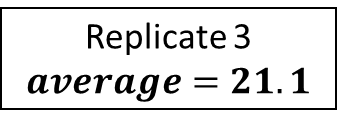 Replicate 3
average = 21.1